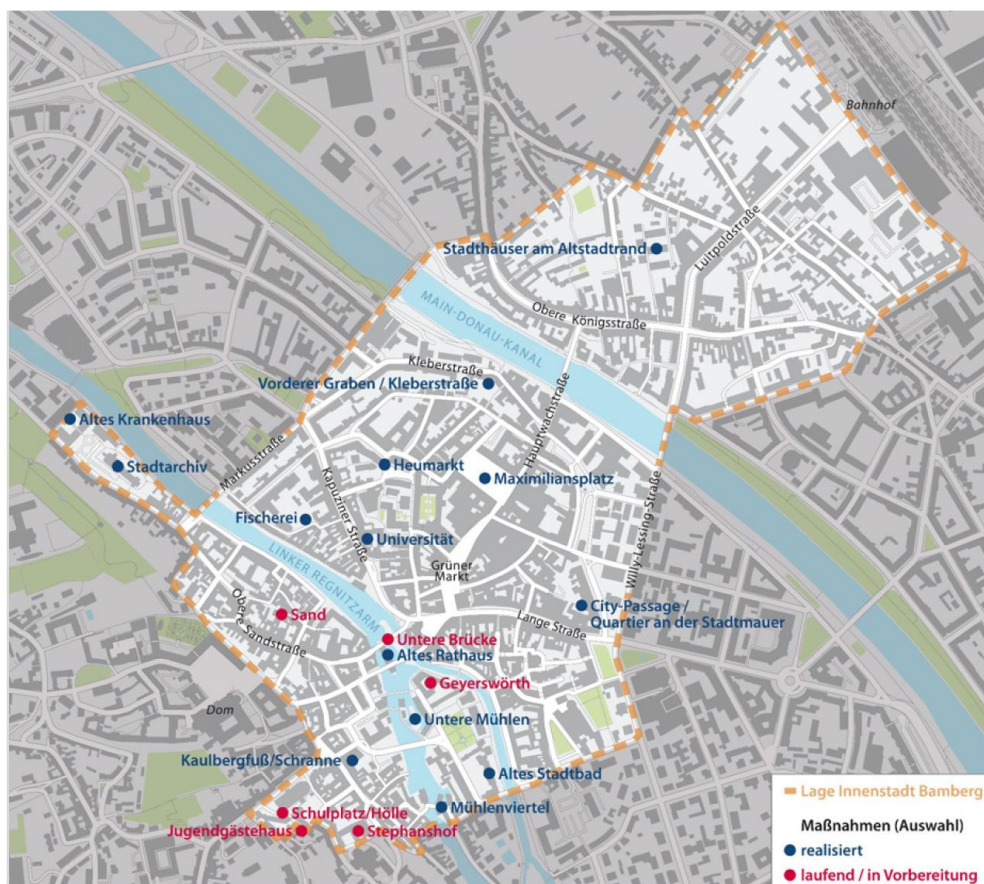 Bahnhof
Stadthäuser am Altstadtrand
Luitpoldstraße
MAIN-DONAU-KANAL
Obere Königsstraße
Kleberstraße
Vorderer Graben / Kleberstraße
Hauptwachstraße
Altes Krankenhaus
Markusstraße
Stadtarchiv
Heumarkt
Kapuziner Straße
Maximiliansplatz
Willy-Lessing-Straße
Fischerei
Universität
LINKER REGNITZARM
Grüner
Markt
Sand
Obere Sandstraße
City-Passage /
Quartier an der Stadtmauer
Lange Straße
Untere Brücke
Altes Rathaus
Geyerswörth
Dom
Untere Mühlen
Kaulbergfuß/Schranne
Altes Stadtbad
Mühlenviertel
Schulplatz/Hölle
Jugendgästehaus
Stephanshof
Lage Innenstadt Bamberg
Maßnahmen (Auswahl)
realisiert
laufend / in Vorbereitung